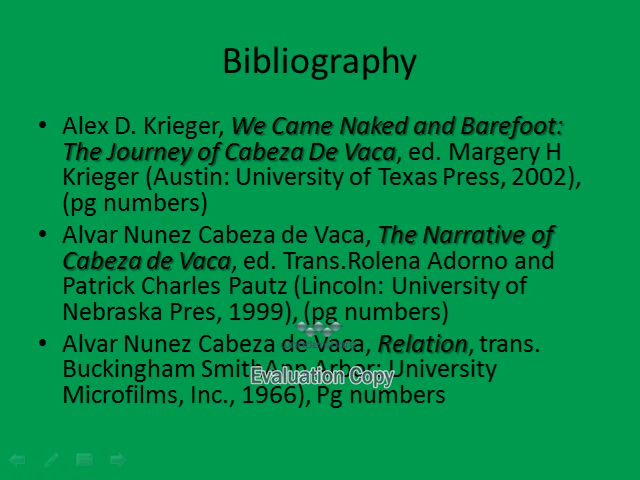 Bibliography
• Alex D. Krieger, We Came Naked and Barefoot:
The Journey of Cabeza De Vaca, ed. Margery H
Krieger (Austin: University of Texas Press, 2002),
(pg numbers)
• Alvar Nunez Cabeza de Vaca, The Narrative of
Cabeza de Vaca, ed. Trans.Rolena Adorno and
Patrick Charles Pautz (Lincoln: University of
Nebraska Pres, 1999), (pg numbers)
• Alvar Nunez Cabeza de Vaca, Relation, trans.
Buckingham SmithAnn Arbor: University
Evaluation Copy
Microfilms, Inc., 1966), Pg numbers